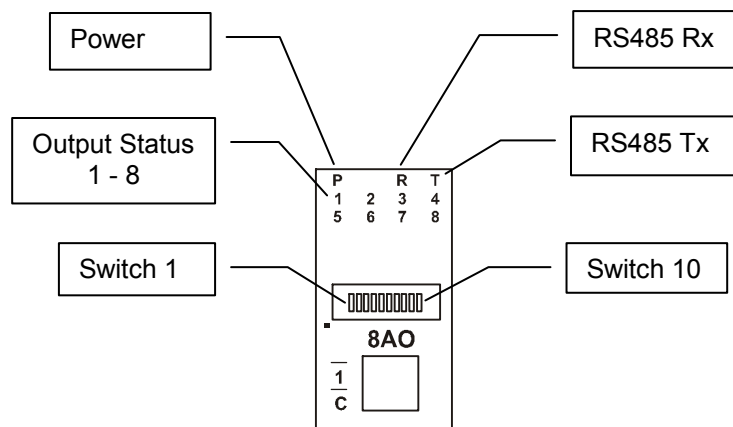 Power
RS485 Rx
Output Status
1 - 8
RS485 Tx
P R T
1 2 3 4
5 6 7 8
Switch 1
Switch 10
8AO
1
C